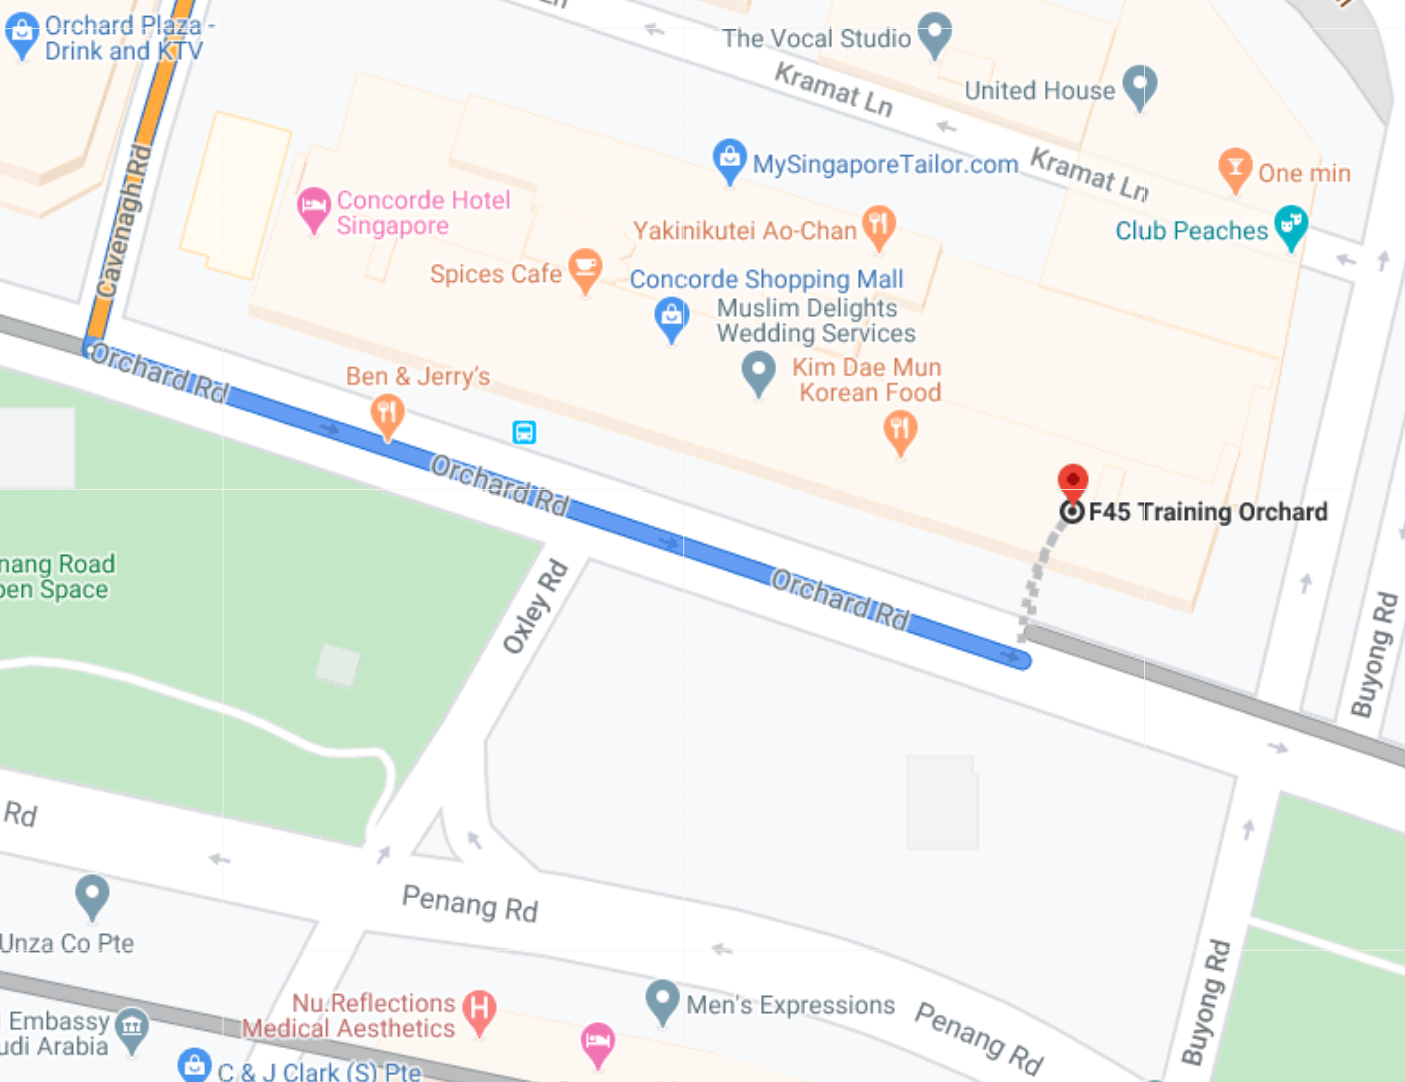 Ln
Orchard Plaza -
Drink and KTV
The Vocal Studio
Kramat Ln
United House
MySingaporeTailor.com
Kramat Ln
One min
Cavenagh Rd
Concorde Hotel
Singapore
Yakinikutei Ao-Chan
Club Peaches
Spices Cafe
Concorde Shopping Mall
Muslim Delights
Wedding Services
Orchard Rd
Ben & Jerry's
Kim Dae Mun
Korean Food
Orchard Rd
F45 Training Orchard
nang Road
pen Space
Oxley Rd
Orchard Rd
Buyong Rd
Rd
Penang Rd
Unza Co Pte
Buyong Rd
Nu.Reflections
Medical Aesthetics
H
Men's Expressions
Penang Rd
Embassy
udi Arabia
C & J Clark (S) Pte